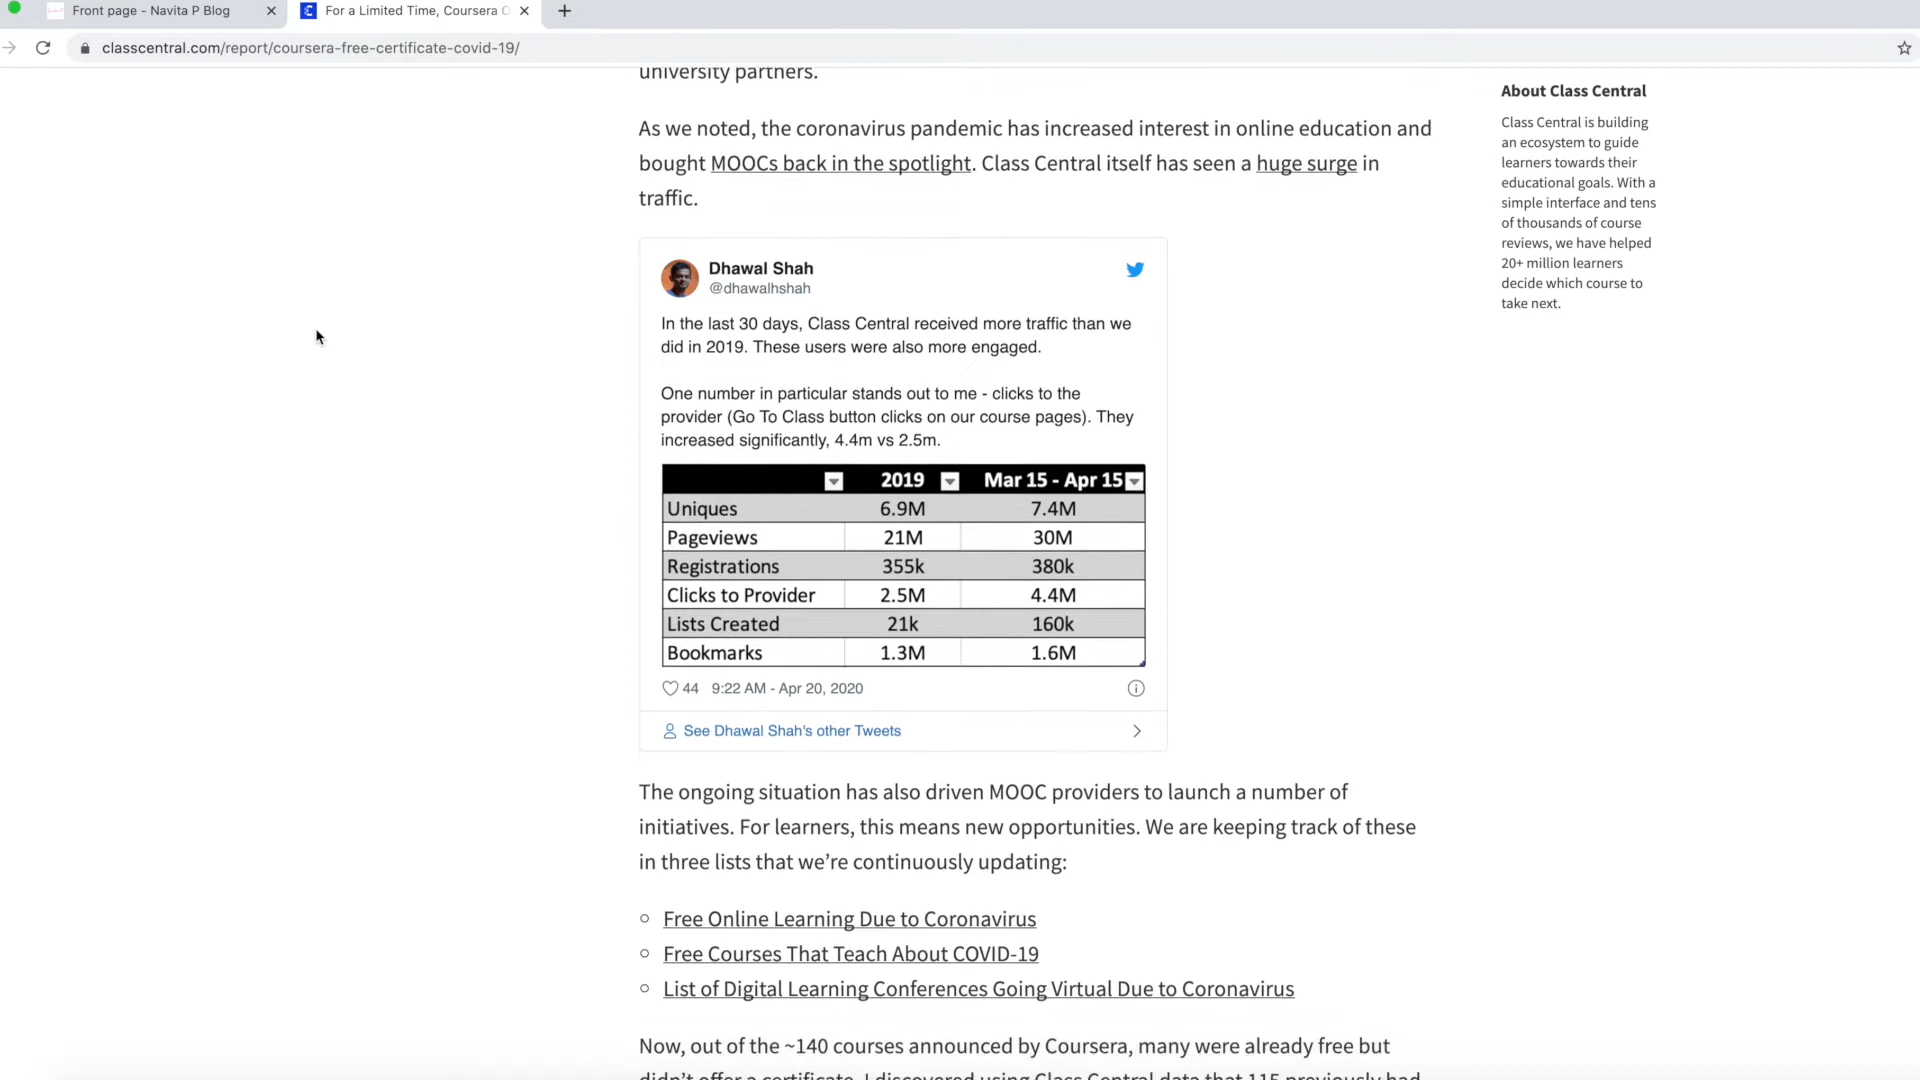 Front page - Navita P Blog
For a Limited Time, Coursera
classcentral.com/report/coursera-free-certificate-covid-19/
university partners.
As we noted, the coronavirus pandemic has increased interest in online education and
bought MOOCs back in the spotlight. Class Central itself has seen a huge surge in
traffic.
Dhawal Shah
@dhawalhshah
In the last 30 days, Class Central received more traffic than we
did in 2019. These users were also more engaged.
One number in particular stands out to me - clicks to the
provider (Go To Class button clicks on our course pages). They
increased significantly, 4.4m vs 2.5m.
2019 Mar 15 - Apr 15
Uniques 6.9M 7.4M
Pageviews 21M 30M
Registrations 355k 380k
Clicks to Provider 2.5M 4.4M
Lists Created 21k 160k
Bookmarks 1.3M 1.6M
44 9:22 AM - Apr 20, 2020
See Dhawal Shah's other Tweets
The ongoing situation has also driven MOOC providers to launch a number of
initiatives. For learners, this means new opportunities. We are keeping track of these
in three lists that we’re continuously updating:
Free Online Learning Due to Coronavirus
Free Courses That Teach About COVID-19
List of Digital Learning Conferences Going Virtual Due to Coronavirus
Now, out of the ~140 courses announced by Coursera, many were already free but
didn’t offer a certificate. I discovered using Class Central data that 115 previously had
About Class Central
Class Central is building
an ecosystem to guide
learners towards their
educational goals. With a
simple interface and tens
of thousands of course
reviews, we have helped
20+ million learners
decide which course to
take next.